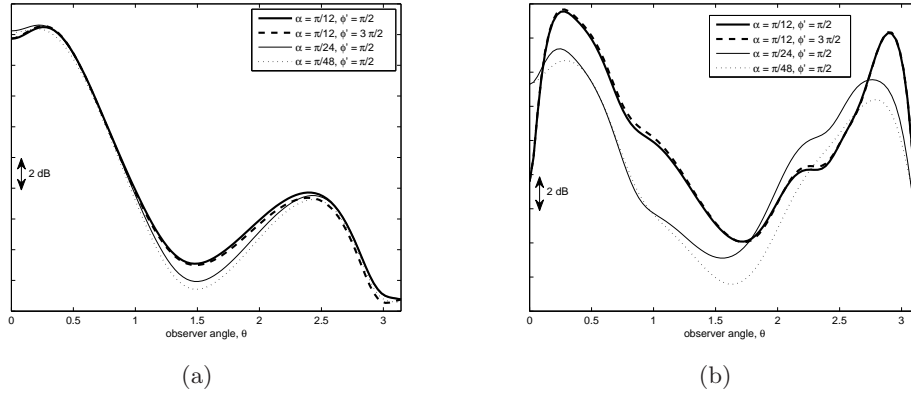 α = π/12, φ' = π/2
α = π/12, φ' = 3 π/2
α = π/24, φ' = π/2
α = π/48, φ' = π/2
2 dB
0 0.5 1 1.5 2 2.5 3
observer angle, θ
(a)
α = π/12, φ' = π/2
α = π/12, φ' = 3 π/2
α = π/24, φ' = π/2
α = π/48, φ' = π/2
2 dB
0 0.5 1 1.5 2 2.5 3
observer angle, θ
(b)